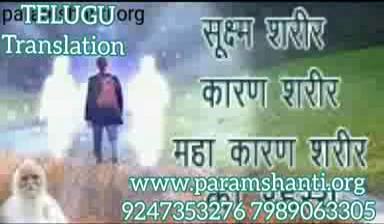 TELUGU
Translation
सूक्ष्म शरीर
कारण शरीर
महा कारण शरीर
www.paramshanti.org
9247353276 7989063305